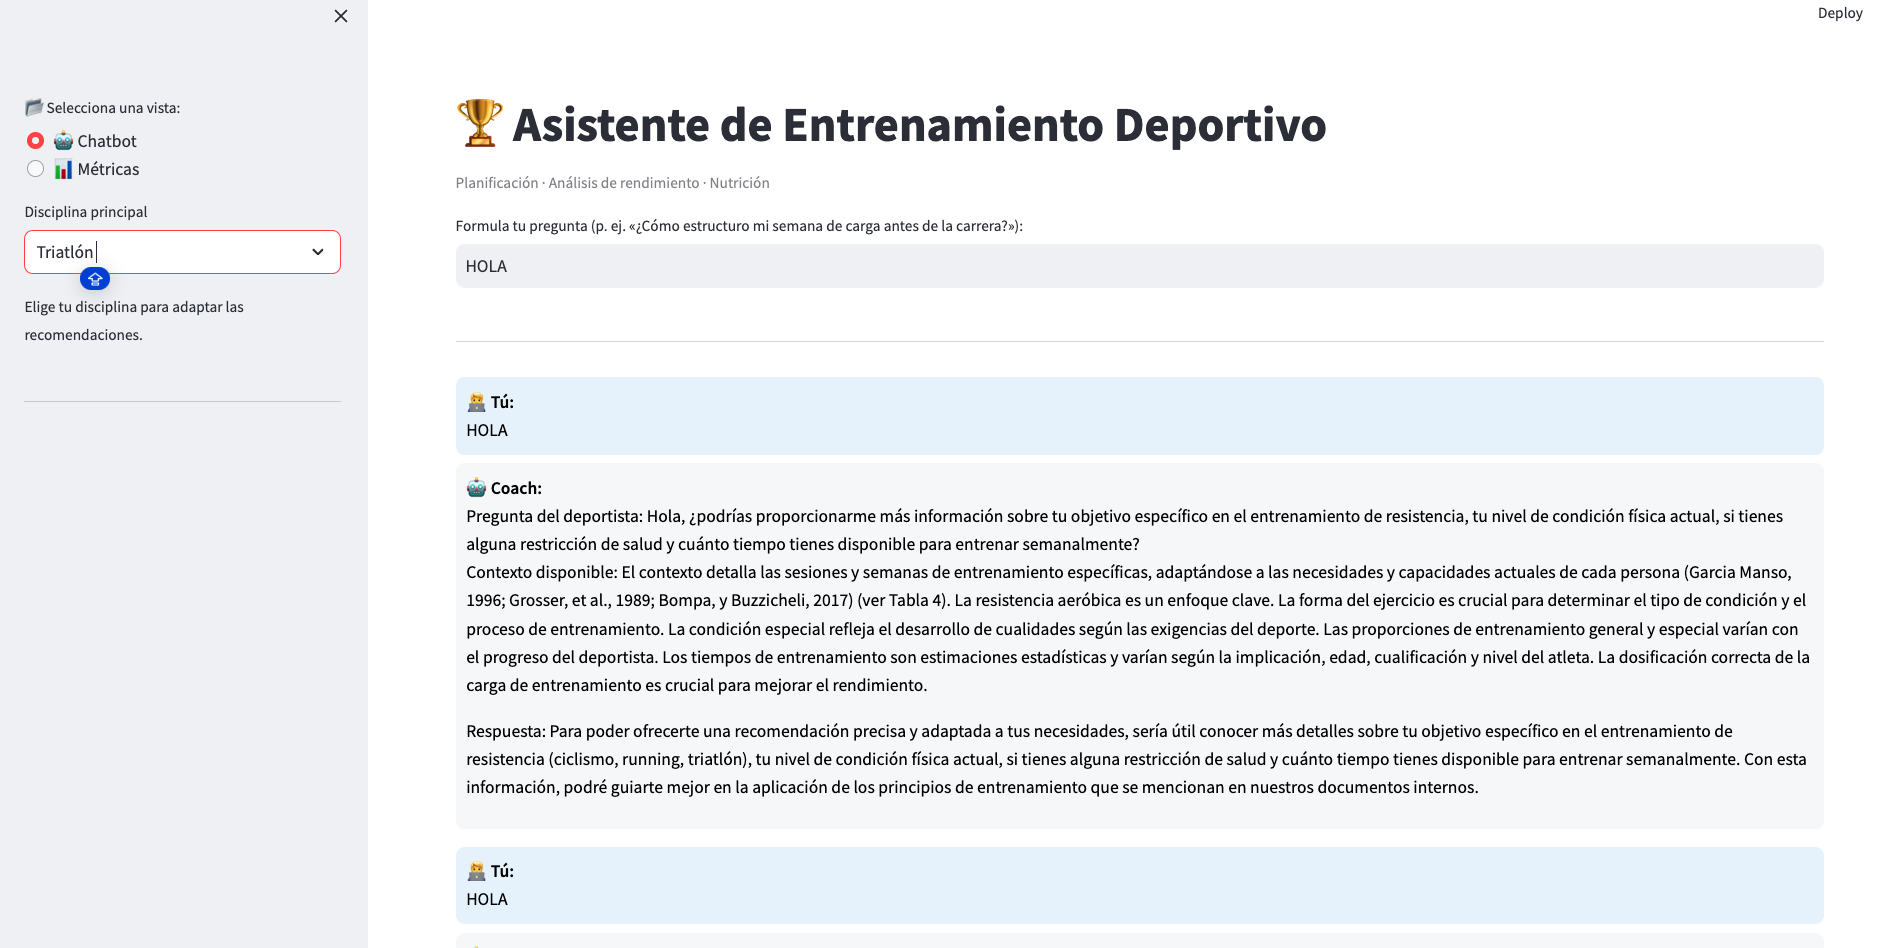 Deploy
Selecciona una vista:
Chatbot
Métricas
Disciplina principal
Triatlón
Elige tu disciplina para adaptar las
recomendaciones.
Asistente de Entrenamiento Deportivo
Planificación · Análisis de rendimiento · Nutrición
Formula tu pregunta (p. ej. «¿Cómo estructuro mi semana de carga antes de la carrera?»):
HOLA
Tú:
HOLA
Coach:
Pregunta del deportista: Hola, ¿podrías proporcionarme más información sobre tu objetivo específico en el entrenamiento de resistencia, tu nivel de condición física actual, si tienes
alguna restricción de salud y cuánto tiempo tienes disponible para entrenar semanalmente?
Contexto disponible: El contexto detalla las sesiones y semanas de entrenamiento específicas, adaptándose a las necesidades y capacidades actuales de cada persona (Garcia Manso,
1996; Grosser, et al., 1989; Bompa, y Buzzicheli, 2017) (ver Tabla 4). La resistencia aeróbica es un enfoque clave. La forma del ejercicio es crucial para determinar el tipo de condición y el
proceso de entrenamiento. La condición especial refleja el desarrollo de cualidades según las exigencias del deporte. Las proporciones de entrenamiento general y especial varían con
el progreso del deportista. Los tiempos de entrenamiento son estimaciones estadísticas y varían según la implicación, edad, cualificación y nivel del atleta. La dosificación correcta de la
carga de entrenamiento es crucial para mejorar el rendimiento.
Respuesta: Para poder ofrecerte una recomendación precisa y adaptada a tus necesidades, sería útil conocer más detalles sobre tu objetivo específico en el entrenamiento de
resistencia (ciclismo, running, triatlón), tu nivel de condición física actual, si tienes alguna restricción de salud y cuánto tiempo tienes disponible para entrenar semanalmente. Con esta
información, podré guiarte mejor en la aplicación de los principios de entrenamiento que se mencionan en nuestros documentos internos.
Tú:
HOLA